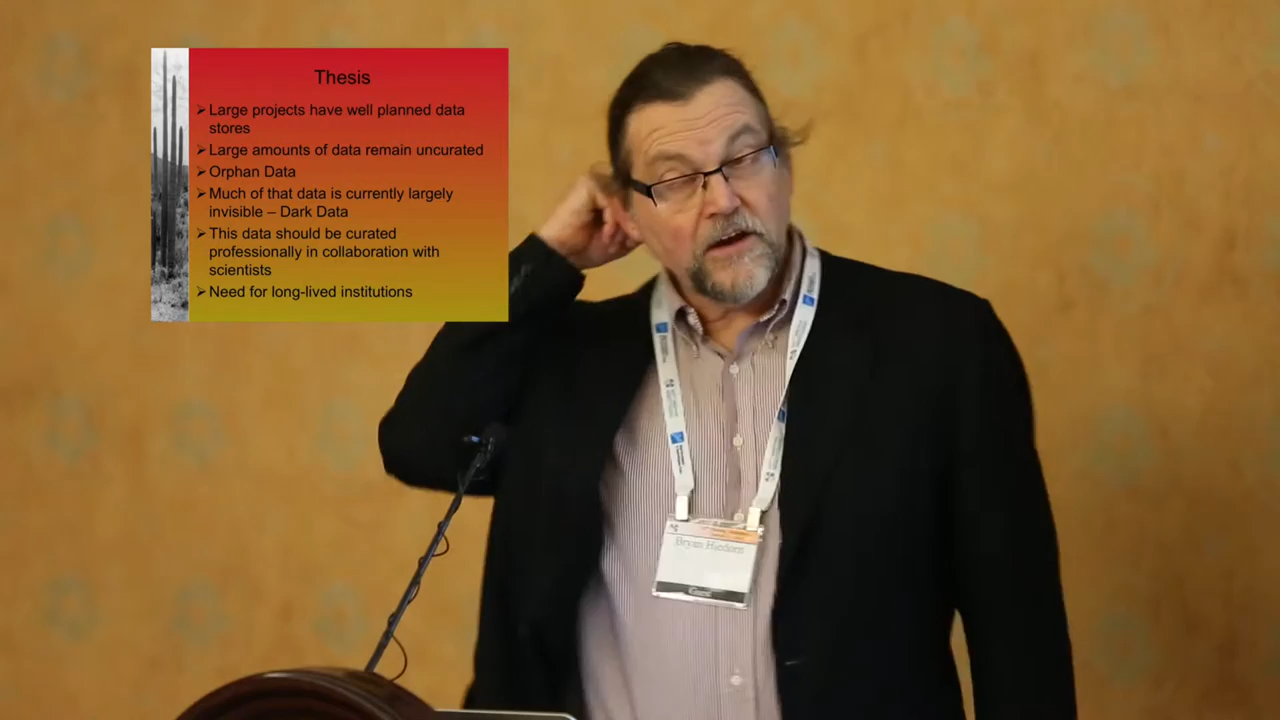 Thesis
➢Large projects have well planned data
stores
➢Large amounts of data remain uncurated
➢Orphan Data
➢Much of that data is currently largely
invisible – Dark Data
➢This data should be curated
professionally in collaboration with
scientists
➢Need for long-lived institutions
Bryan
Guest